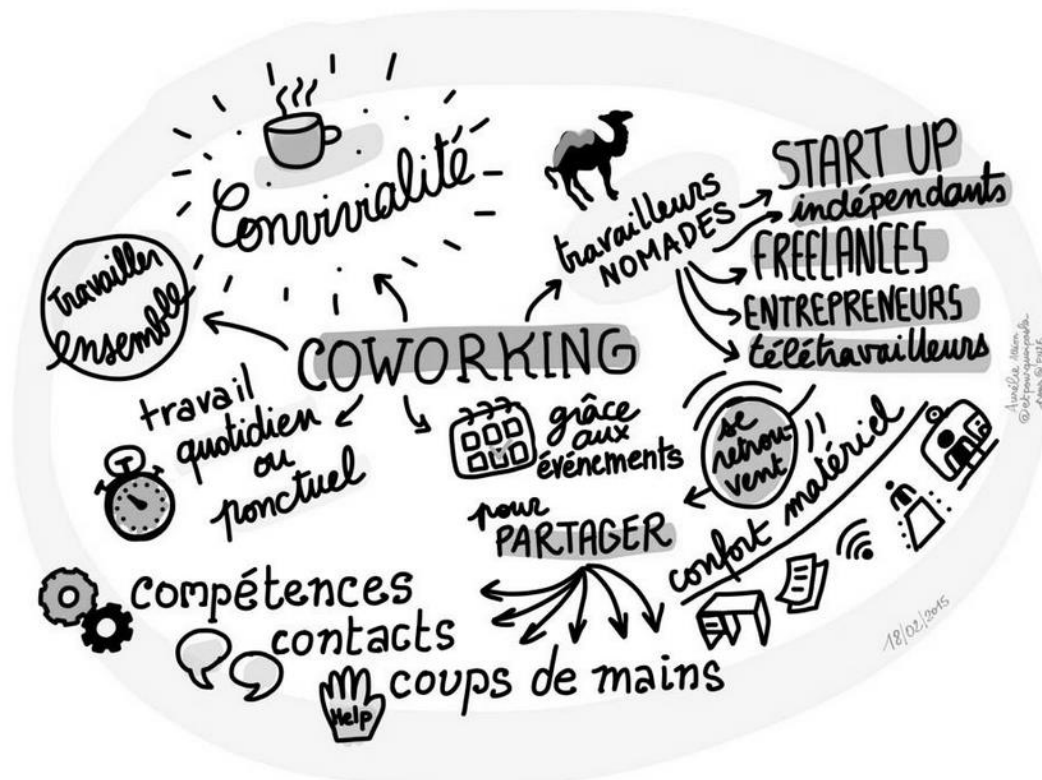 Convivialité
travailler
ensemble
COWORKING
travail
quotidien
ou
ponctuel
travailleurs
NOMADES
START UP
indépendants
FREELANCES
ENTREPRENEURS
télétravailleurs
se
retrou-
vent
grâce
aux
événements
pour
PARTAGER
compétences
contacts
coups de mains
Help
confort matériel
18/02/2015
Aurélie